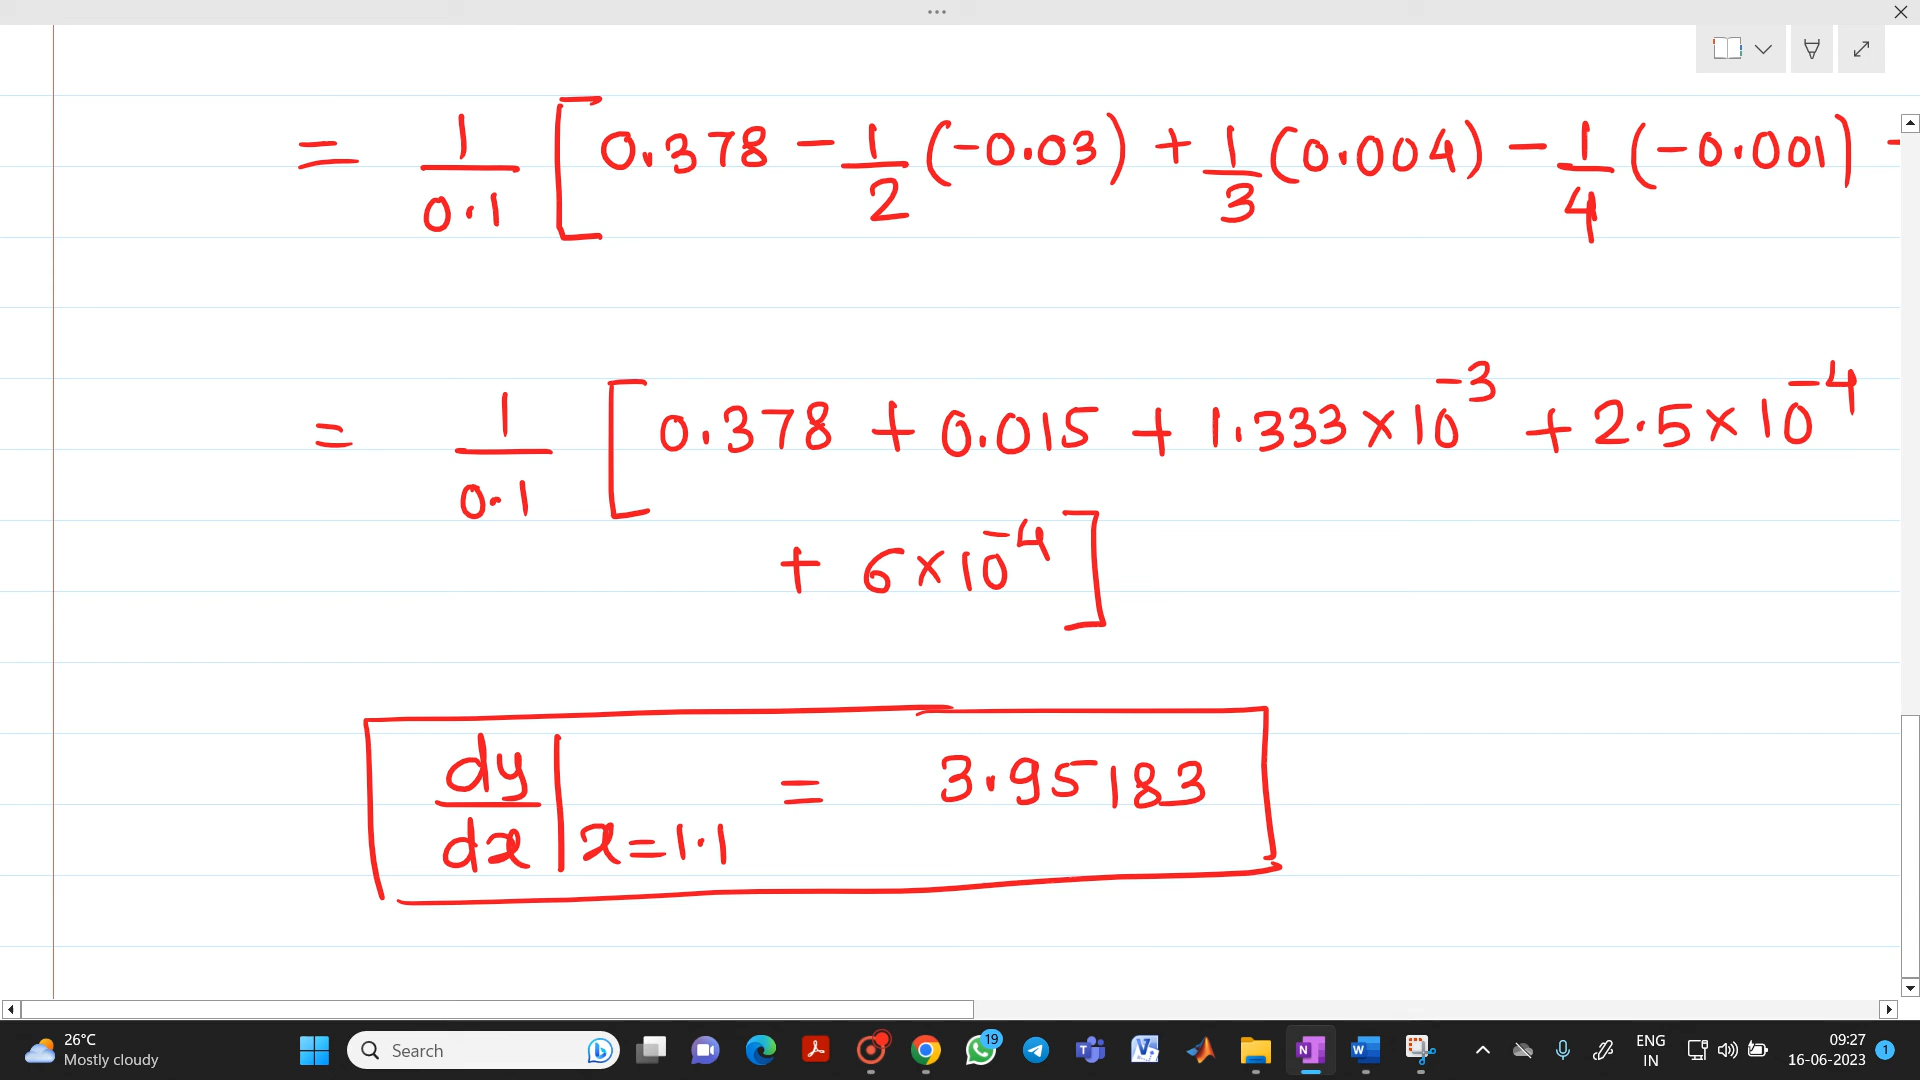 = 1/0.1 [ 0.378 − 1/2 (−0.03) + 1/3 (0.004) − 1/4 (−0.001)
= 1/0.1 [ 0.378 + 0.015 + 1.333 × 10^-3 + 2.5 × 10^-4
+ 6 × 10^-4 ]
dy/dx | x=1.1 = 3.95183
26°C
Mostly cloudy
Search
19
ENG
IN
09:27
16-06-2023
1